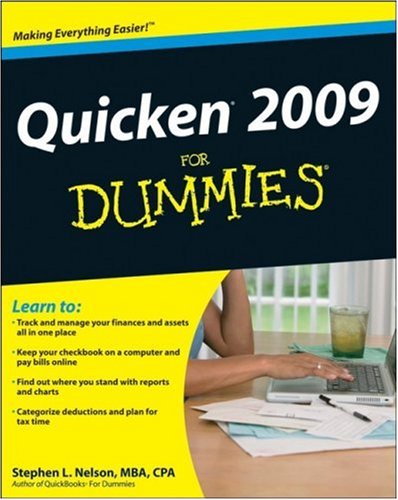 Making Everything Easier!™
Quicken® 2009
FOR
DUMMIES®
Learn to:
• Track and manage your finances and assets
all in one place
• Keep your checkbook on a computer and
pay bills online
• Find out where you stand with reports
and charts
• Categorize deductions and plan for
tax time
Stephen L. Nelson, MBA, CPA
Author of QuickBooks® For Dummies